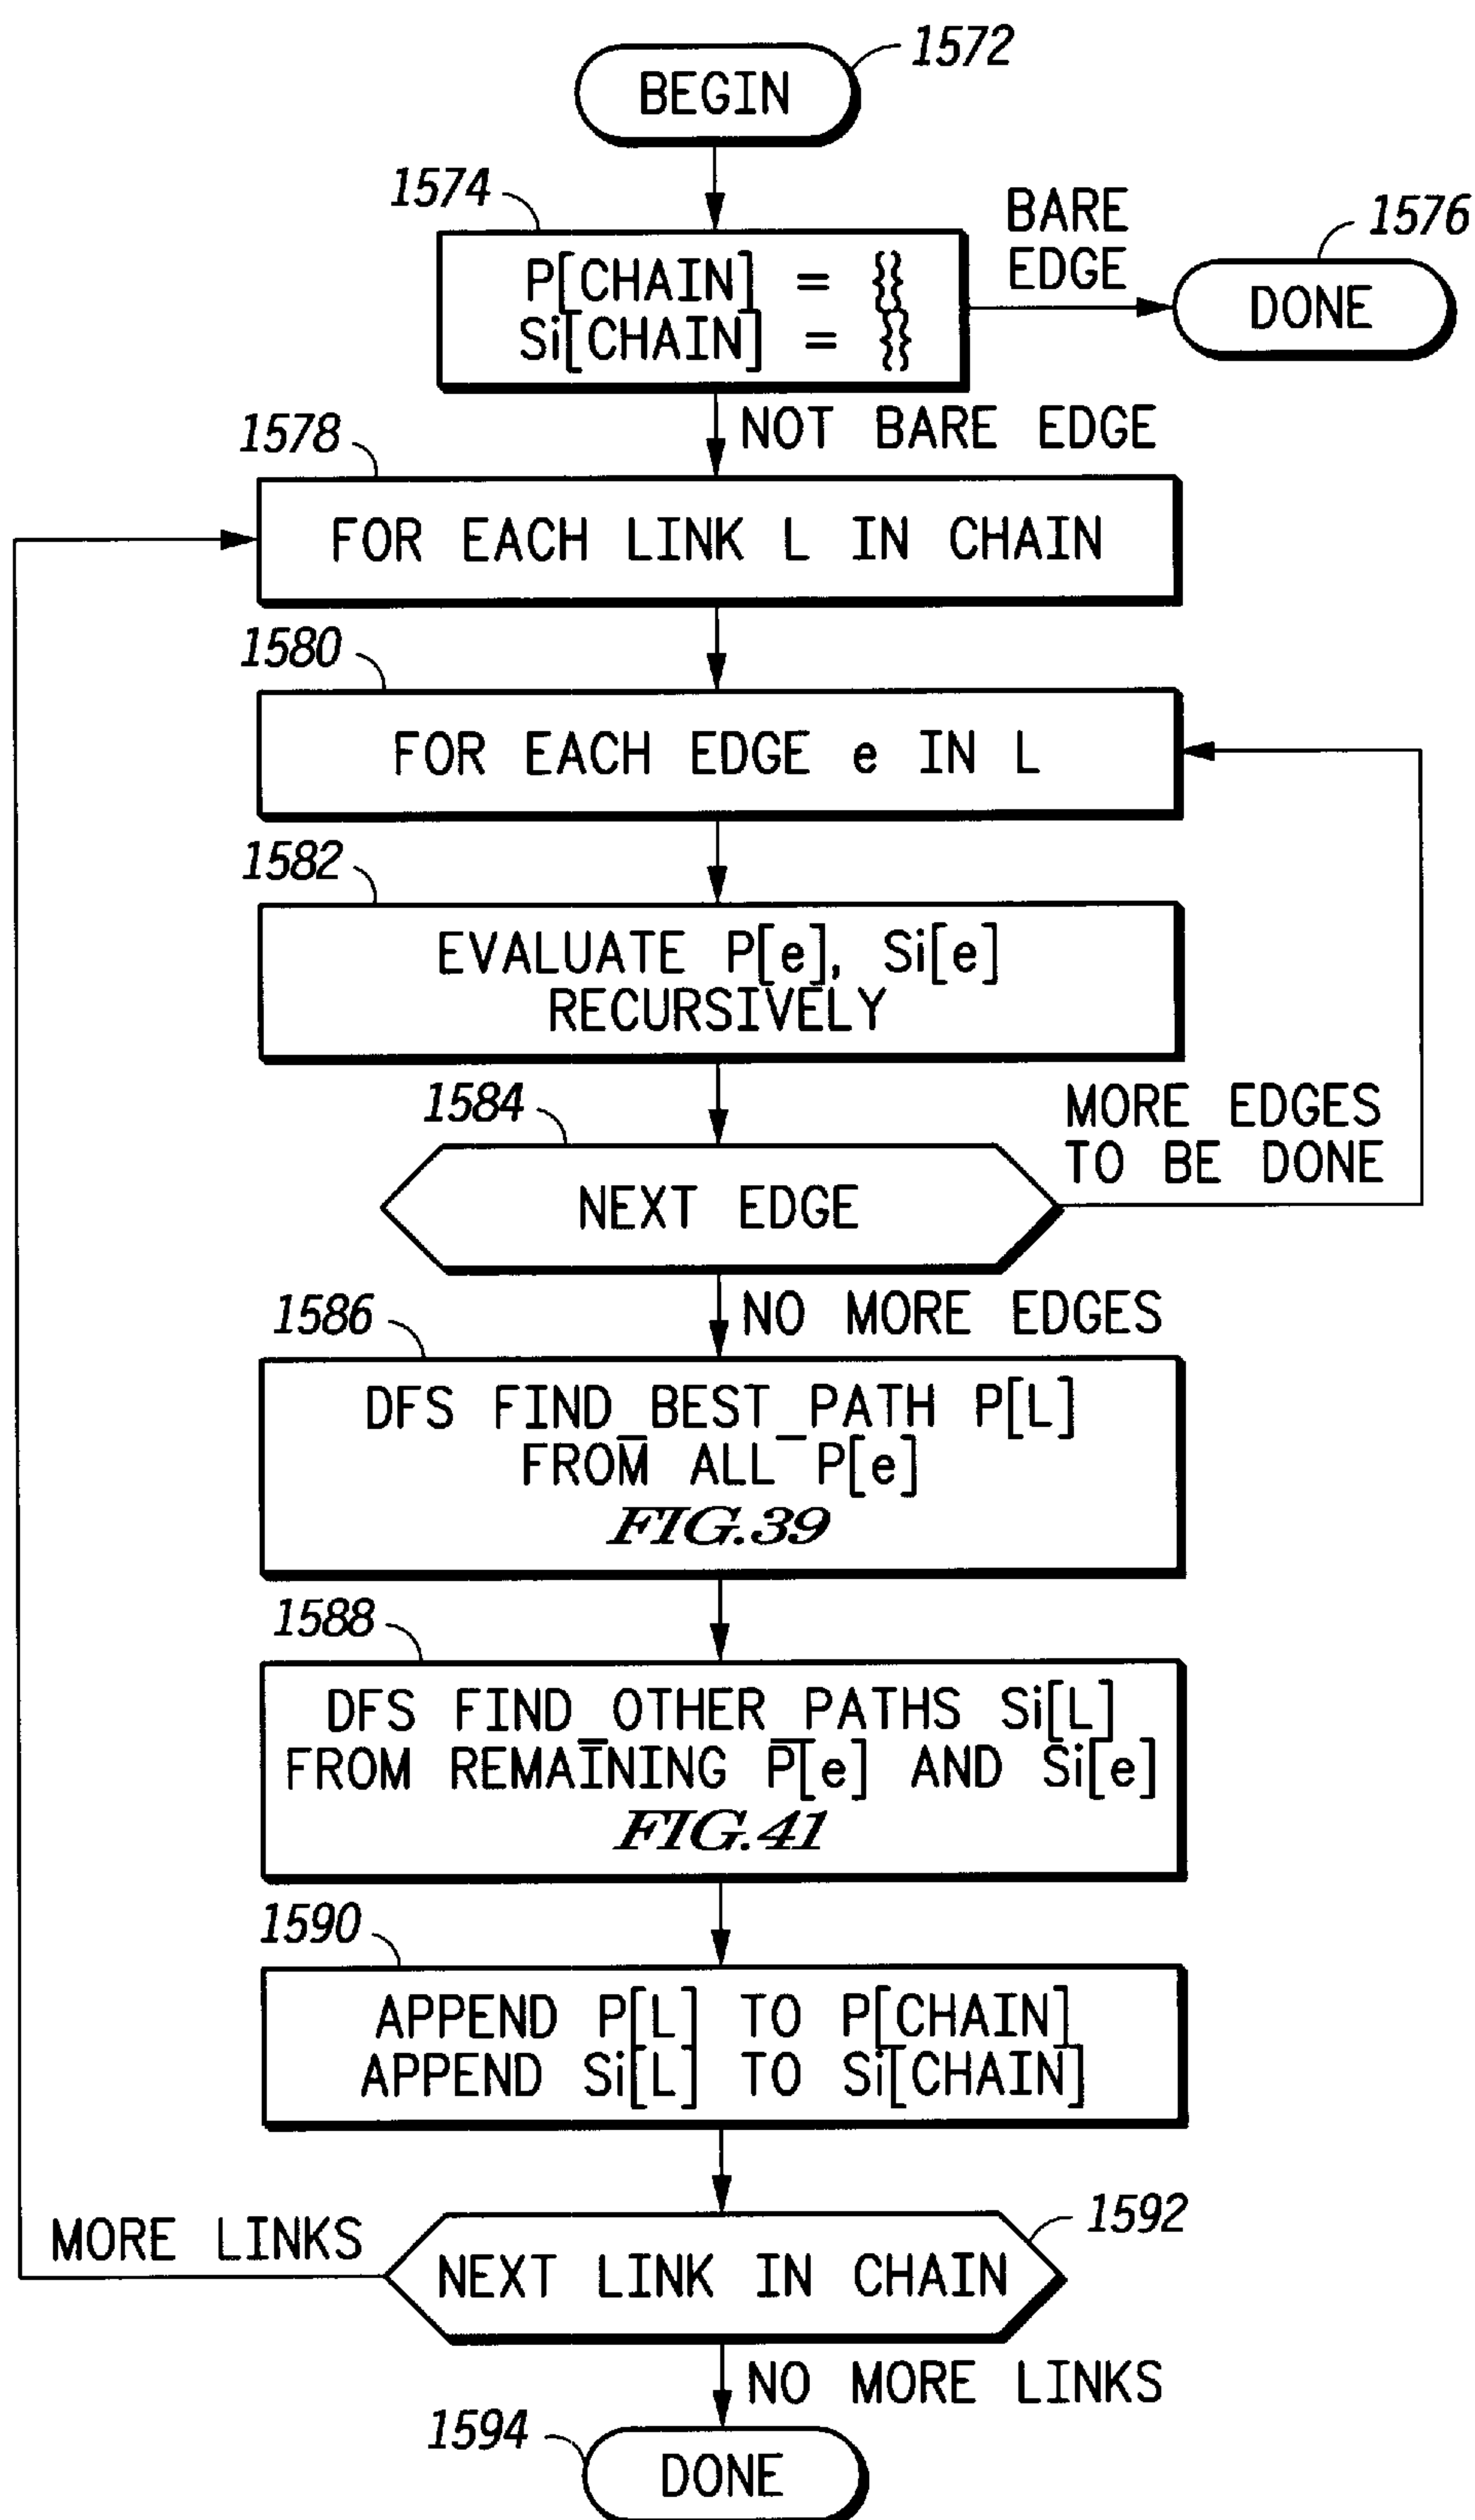 1572
BEGIN
1574
BARE
EDGE
1576
P[CHAIN] = {}
Si[CHAIN] = {}
DONE
NOT BARE EDGE
1578
FOR EACH LINK L IN CHAIN
1580
FOR EACH EDGE e IN L
1582
EVALUATE P[e], Si[e]
RECURSIVELY
1584
MORE EDGES
TO BE DONE
NEXT EDGE
NO MORE EDGES
1586
DFS FIND_BEST_PATH P[L]
FROM ALL P[e]
FIG.39
1588
DFS FIND_OTHER_PATHS Si[L]
FROM REMAINING P[e] AND Si[e]
FIG.41
1590
APPEND P[L] TO P[CHAIN]
APPEND Si[L] TO Si[CHAIN]
1592
MORE LINKS
NEXT LINK IN CHAIN
NO MORE LINKS
1594
DONE